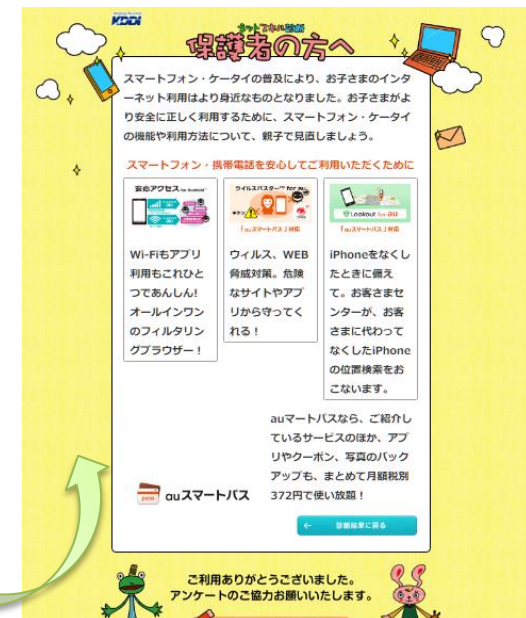 KDDI
ネットスキル診断
保護者の方へ
スマートフォン・ケータイの普及により、お子さまのインタ
ーネット利用はより身近なものとなりました。お子さまがよ
り安全に正しく利用するために、スマートフォン・ケータイ
の機能や利用方法について、親子で見直しましょう。
スマートフォン・携帯電話を安心してご利用いただくために
安心アクセス for Android™
Wi-Fiもアプリ
利用もこれひと
つであんしん!
オールインワン
のフィルタリン
グブラウザー！
ウイルスバスター™ for au
「auスマートパス」対応
ウィルス、WEB
脅威対策。危険
なサイトやアプ
リから守ってく
れる！
Lookout for au
「auスマートパス」対応
iPhoneをなくし
たときに備え
て。お客さまセ
ンターが、お客
さまに代わって
なくしたiPhone
の位置検索をお
こないます。
auマートパスなら、ご紹介し
ているサービスのほか、アプ
リやクーポン、写真のバック
アップも、まとめて月額税別
372円で使い放題！
auスマートパス
← 診断結果に戻る
ご利用ありがとうございました。
アンケートのご協力お願いいたします。